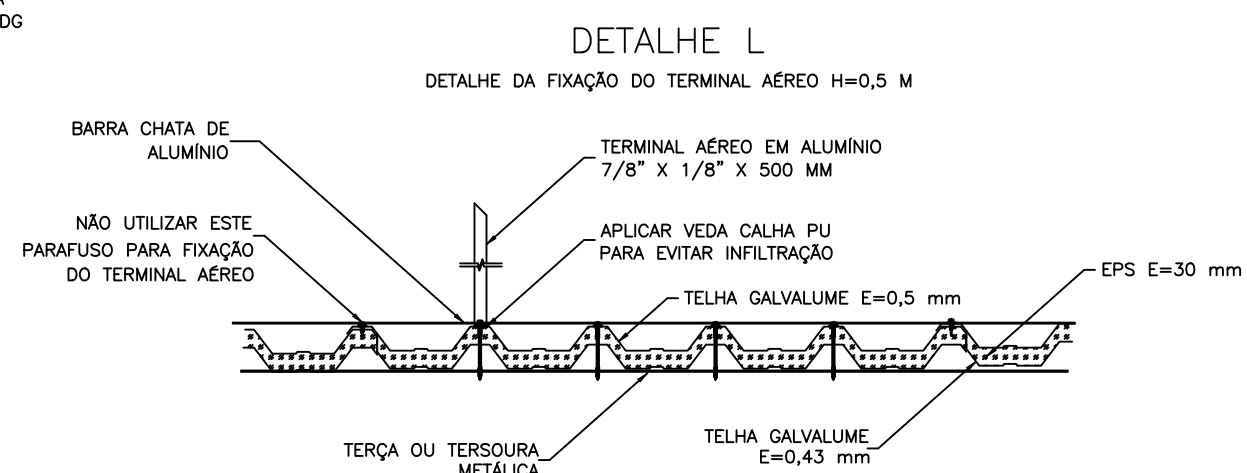 DG
DETALHE L
DETALHE DA FIXAÇÃO DO TERMINAL AÉREO H=0,5 M
BARRA CHATA DE
ALUMÍNIO
TERMINAL AÉREO EM ALUMÍNIO
7/8" X 1/8" X 500 MM
NÃO UTILIZAR ESTE
PARAFUSO PARA FIXAÇÃO
DO TERMINAL AÉREO
APLICAR VEDA CALHA PU
PARA EVITAR INFILTRAÇÃO
EPS E=30 mm
TELHA GALVALUME E=0,5 mm
TERÇA OU TERSOURA
METÁLICA
TELHA GALVALUME
E=0,43 mm